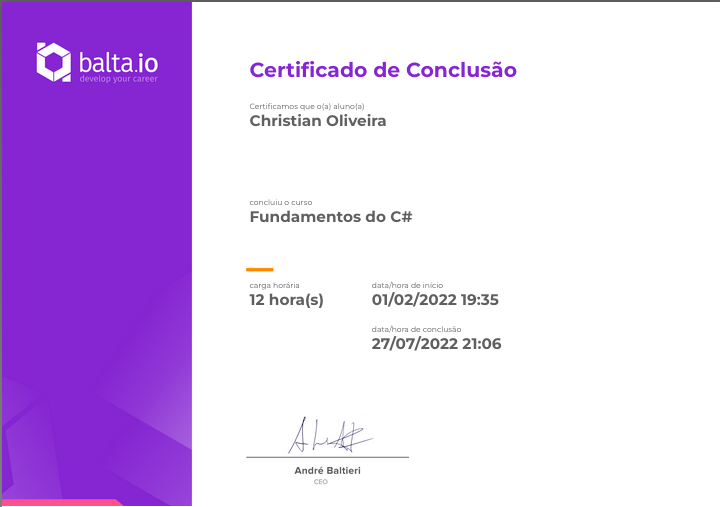 balta.io
develop your career
Certificado de Conclusão
Certificamos que o(a) aluno(a)
Christian Oliveira
concluiu o curso
Fundamentos do C#
carga horária
12 hora(s)
data/hora de início
01/02/2022 19:35
data/hora de conclusão
27/07/2022 21:06
André Baltieri
CEO